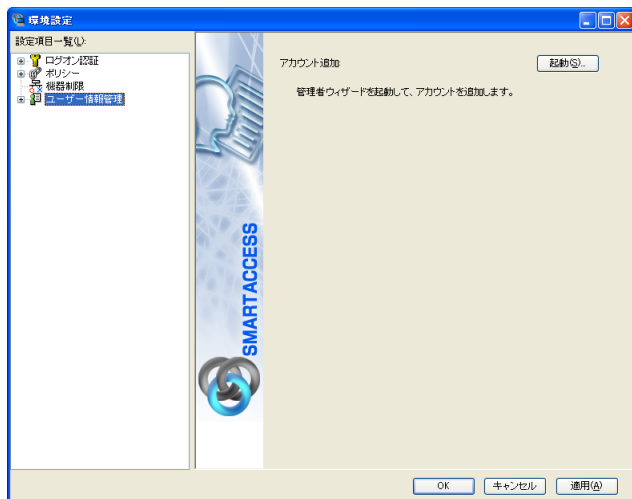 環境設定
設定項目一覧(L):
ログオン認証
ポリシー
機器制限
ユーザー情報管理
アカウント追加
起動(S)...
管理者ウィザードを起動して、アカウントを追加します。
SMARTACCESS
OK
キャンセル
適用(A)